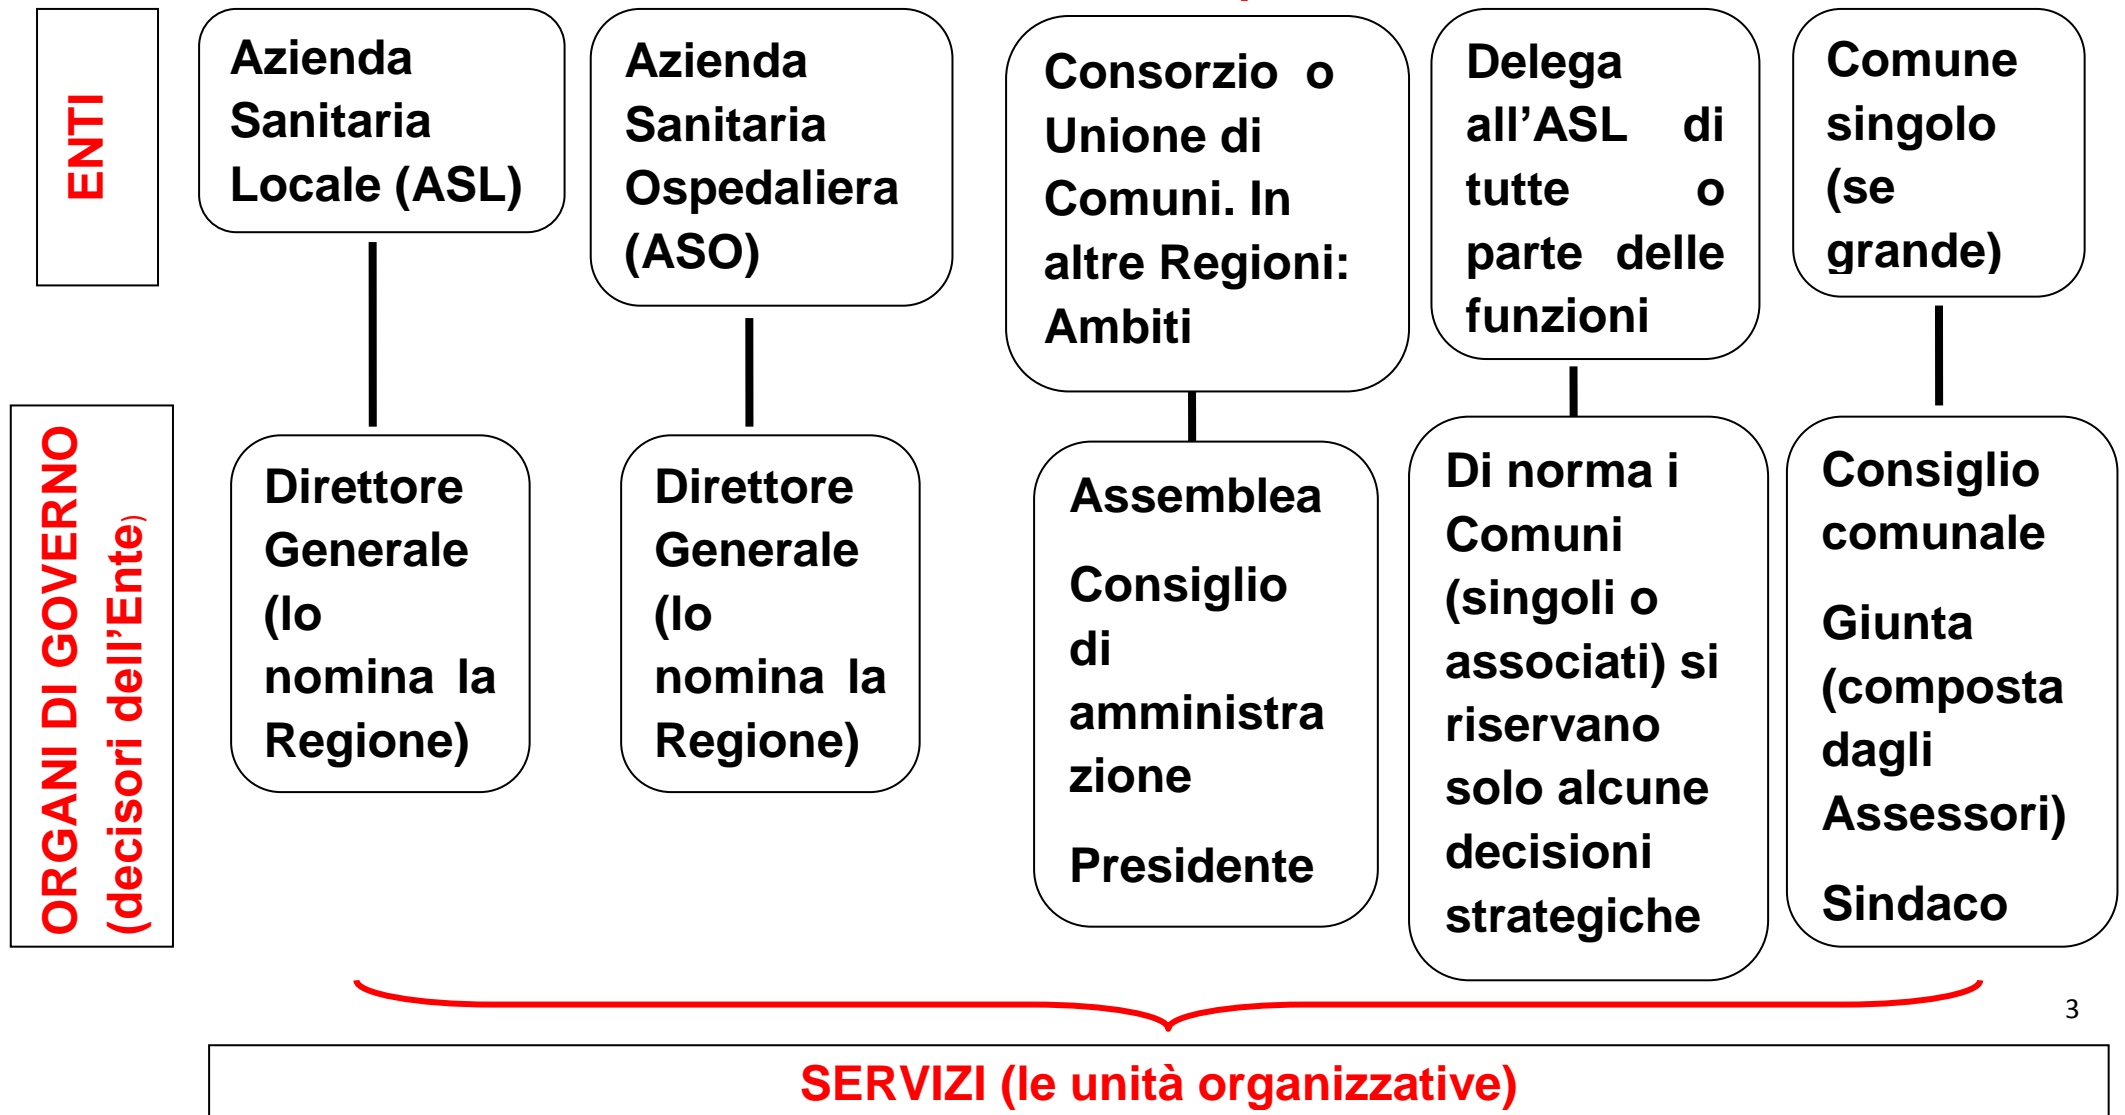 ENTI
Azienda
Sanitaria
Locale (ASL)
Azienda
Sanitaria
Ospedaliera
(ASO)
Consorzio o
Unione di
Comuni. In
altre Regioni:
Ambiti
Delega
all’ASL di
tutte o
parte delle
funzioni
Comune
singolo
(se
grande)
ORGANI DI GOVERNO
(decisori dell’Ente)
Direttore
Generale
(lo
nomina la
Regione)
Direttore
Generale
(lo
nomina la
Regione)
Assemblea
Consiglio
di
amministra
zione
Presidente
Di norma i
Comuni
(singoli o
associati) si
riservano
solo alcune
decisioni
strategiche
Consiglio
comunale
Giunta
(composta
dagli
Assessori)
Sindaco
3
SERVIZI (le unità organizzative)